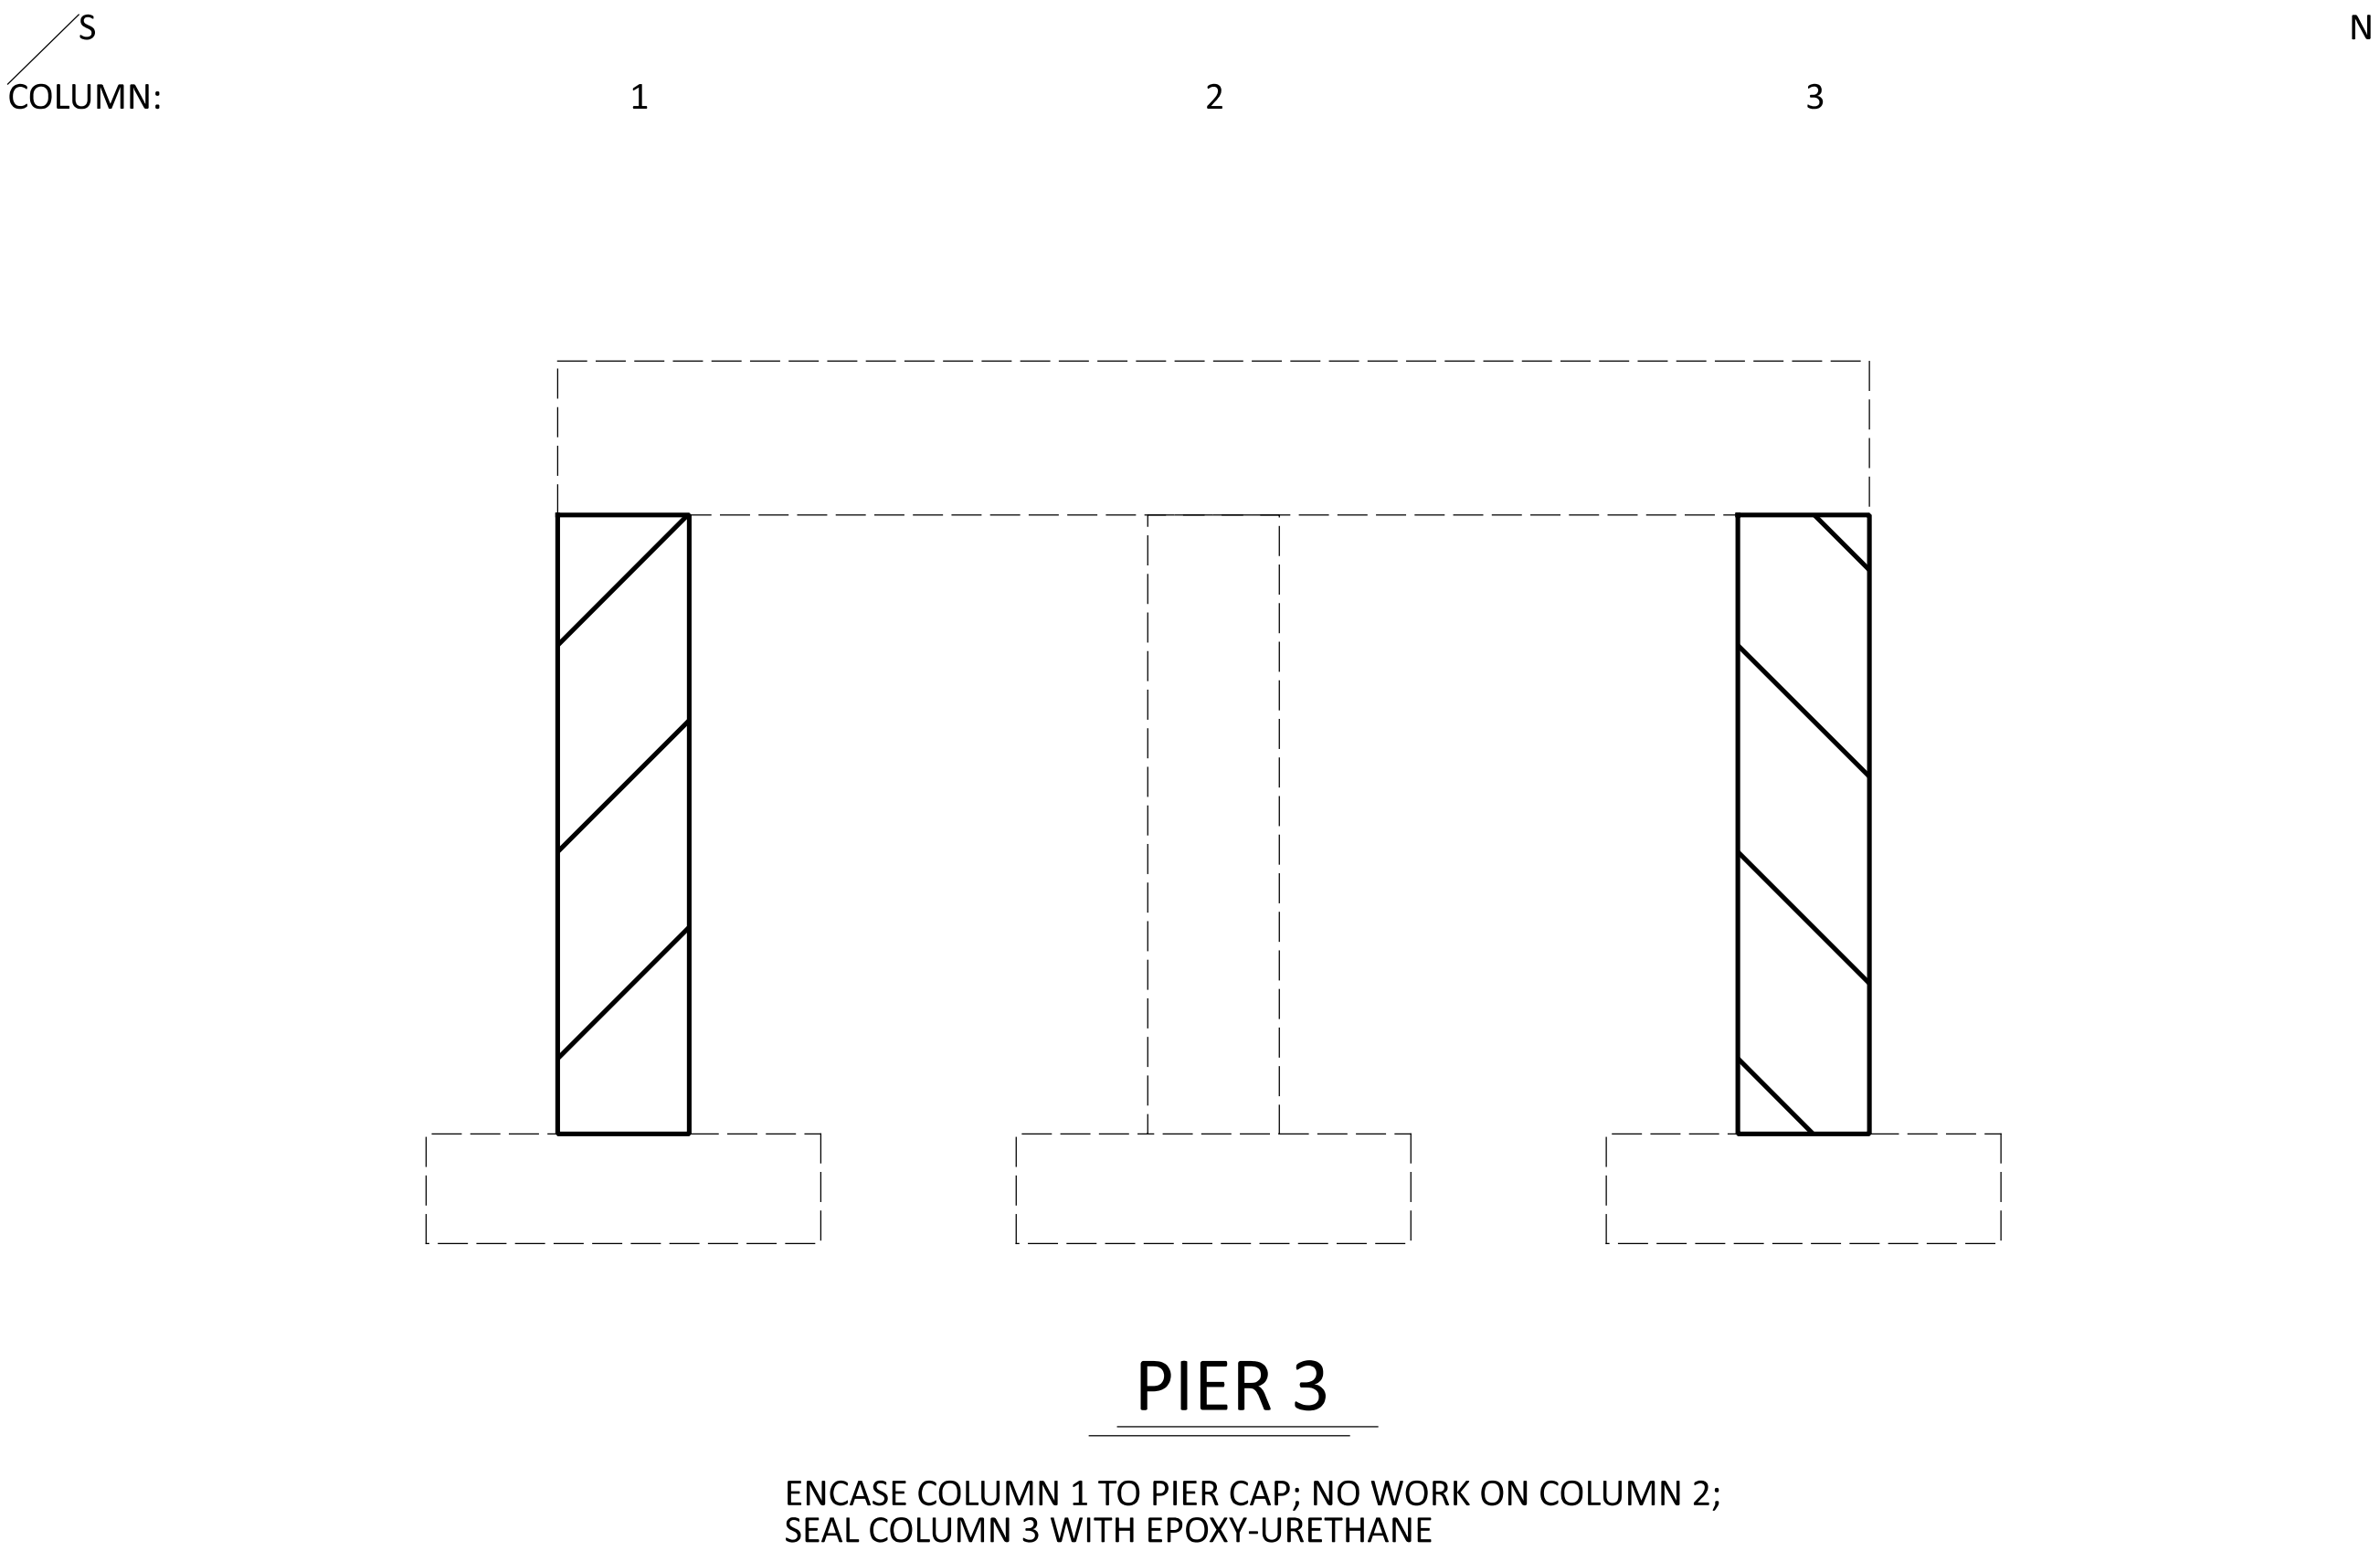 S N
COLUMN: 1 2 3
PIER 3
ENCASE COLUMN 1 TO PIER CAP; NO WORK ON COLUMN 2;
SEAL COLUMN 3 WITH EPOXY-URETHANE